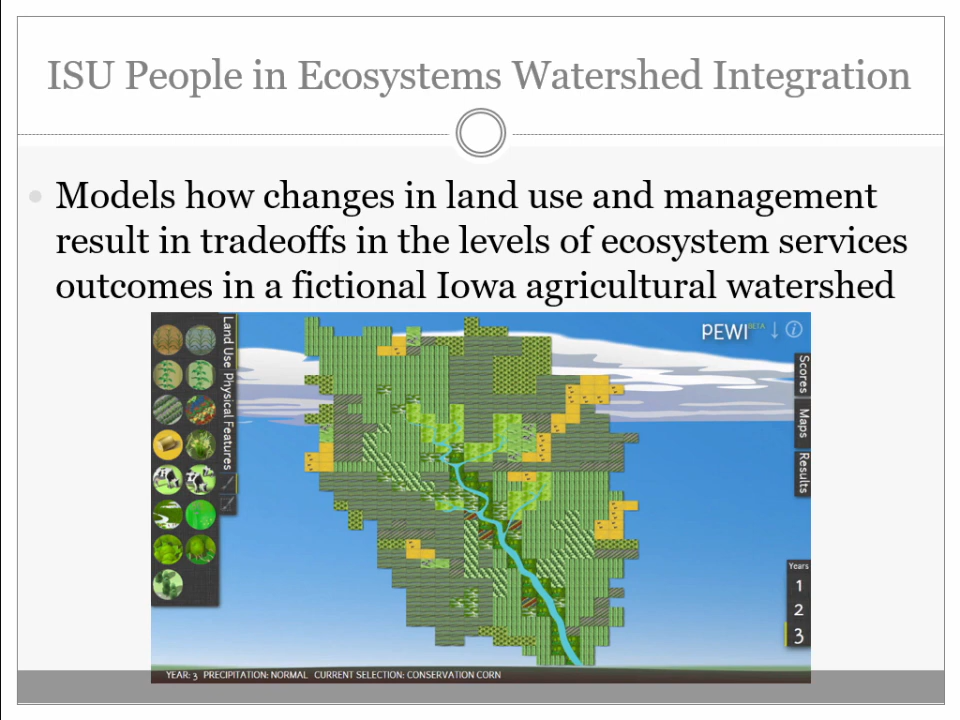 ISU People in Ecosystems Watershed Integration
Models how changes in land use and management
result in tradeoffs in the levels of ecosystem services
outcomes in a fictional Iowa agricultural watershed
Land Use
Physical Features
PEWI BETA
Scores
Maps
Results
Years
1
2
3
YEAR: 3 PRECIPITATION: NORMAL CURRENT SELECTION: CONSERVATION CORN